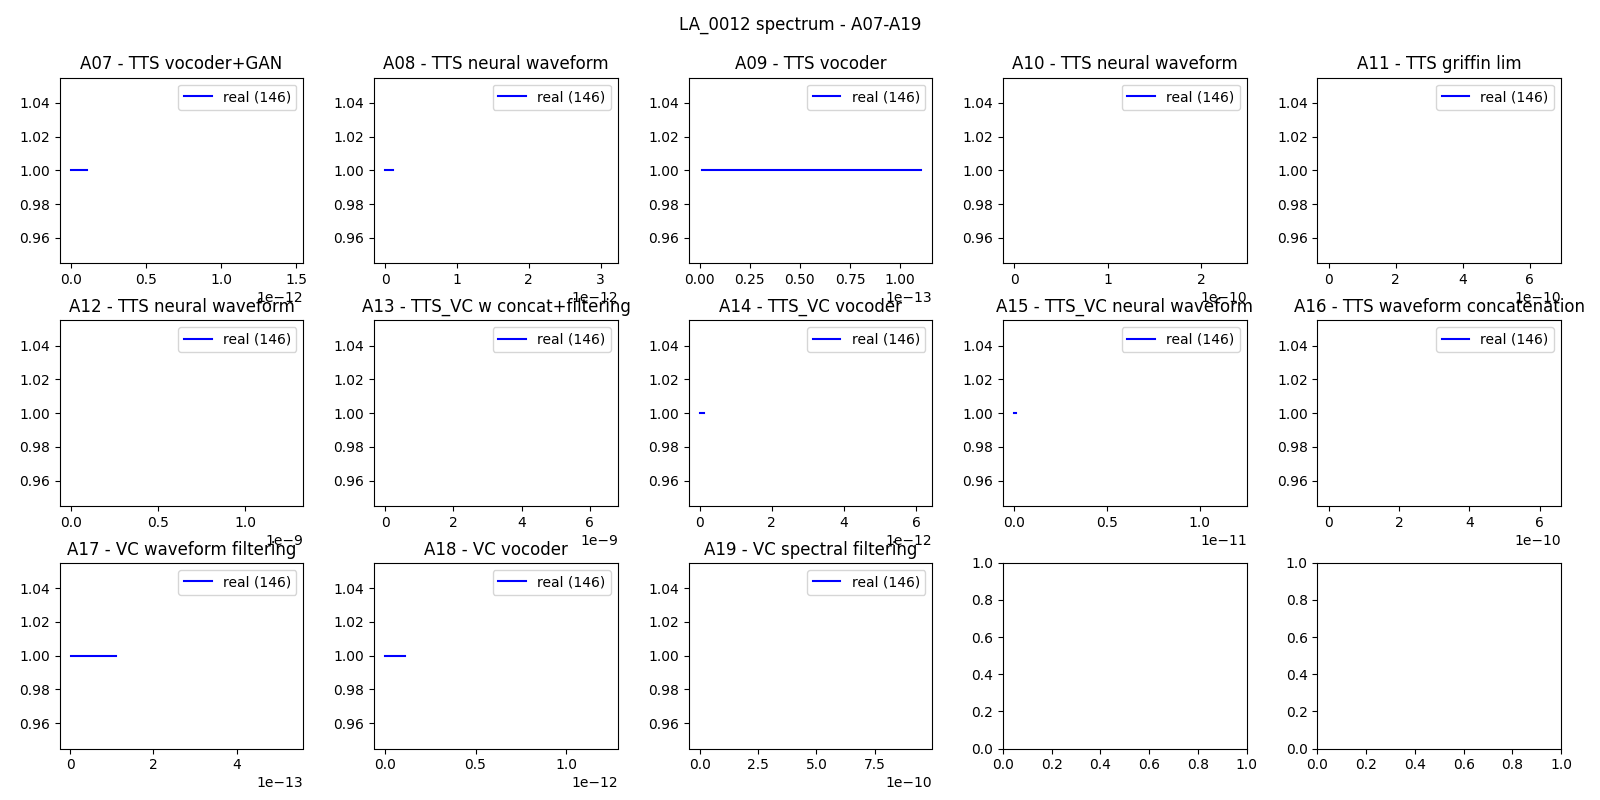 LA_0012 spectrum - A07-A19
A07 - TTS vocoder+GAN
real (146)
1.04
1.02
1.00
0.98
0.96
0.0 0.5 1.0 1.5
1e−12
A08 - TTS neural waveform
real (146)
1.04
1.02
1.00
0.98
0.96
0 1 2 3
1e−12
A09 - TTS vocoder
real (146)
1.04
1.02
1.00
0.98
0.96
0.00 0.25 0.50 0.75 1.00
1e−13
A10 - TTS neural waveform
real (146)
1.04
1.02
1.00
0.98
0.96
0 1 2
1e−10
A11 - TTS griffin lim
real (146)
1.04
1.02
1.00
0.98
0.96
0 2 4 6
1e−10
A12 - TTS neural waveform
real (146)
1.04
1.02
1.00
0.98
0.96
0.0 0.5 1.0
1e−9
A13 - TTS_VC w concat+filtering
real (146)
1.04
1.02
1.00
0.98
0.96
0 2 4 6
1e−9
A14 - TTS_VC vocoder
real (146)
1.04
1.02
1.00
0.98
0.96
0 2 4 6
1e−12
A15 - TTS_VC neural waveform
real (146)
1.04
1.02
1.00
0.98
0.96
0.0 0.5 1.0
1e−11
A16 - TTS waveform concatenation
real (146)
1.04
1.02
1.00
0.98
0.96
0 2 4 6
1e−10
A17 - VC waveform filtering
real (146)
1.04
1.02
1.00
0.98
0.96
0 2 4
1e−13
A18 - VC vocoder
real (146)
1.04
1.02
1.00
0.98
0.96
0.0 0.5 1.0
1e−12
A19 - VC spectral filtering
real (146)
1.04
1.02
1.00
0.98
0.96
0.0 2.5 5.0 7.5
1e−10
1.0
0.8
0.6
0.4
0.2
0.0
0.0 0.2 0.4 0.6 0.8 1.0
1.0
0.8
0.6
0.4
0.2
0.0
0.0 0.2 0.4 0.6 0.8 1.0